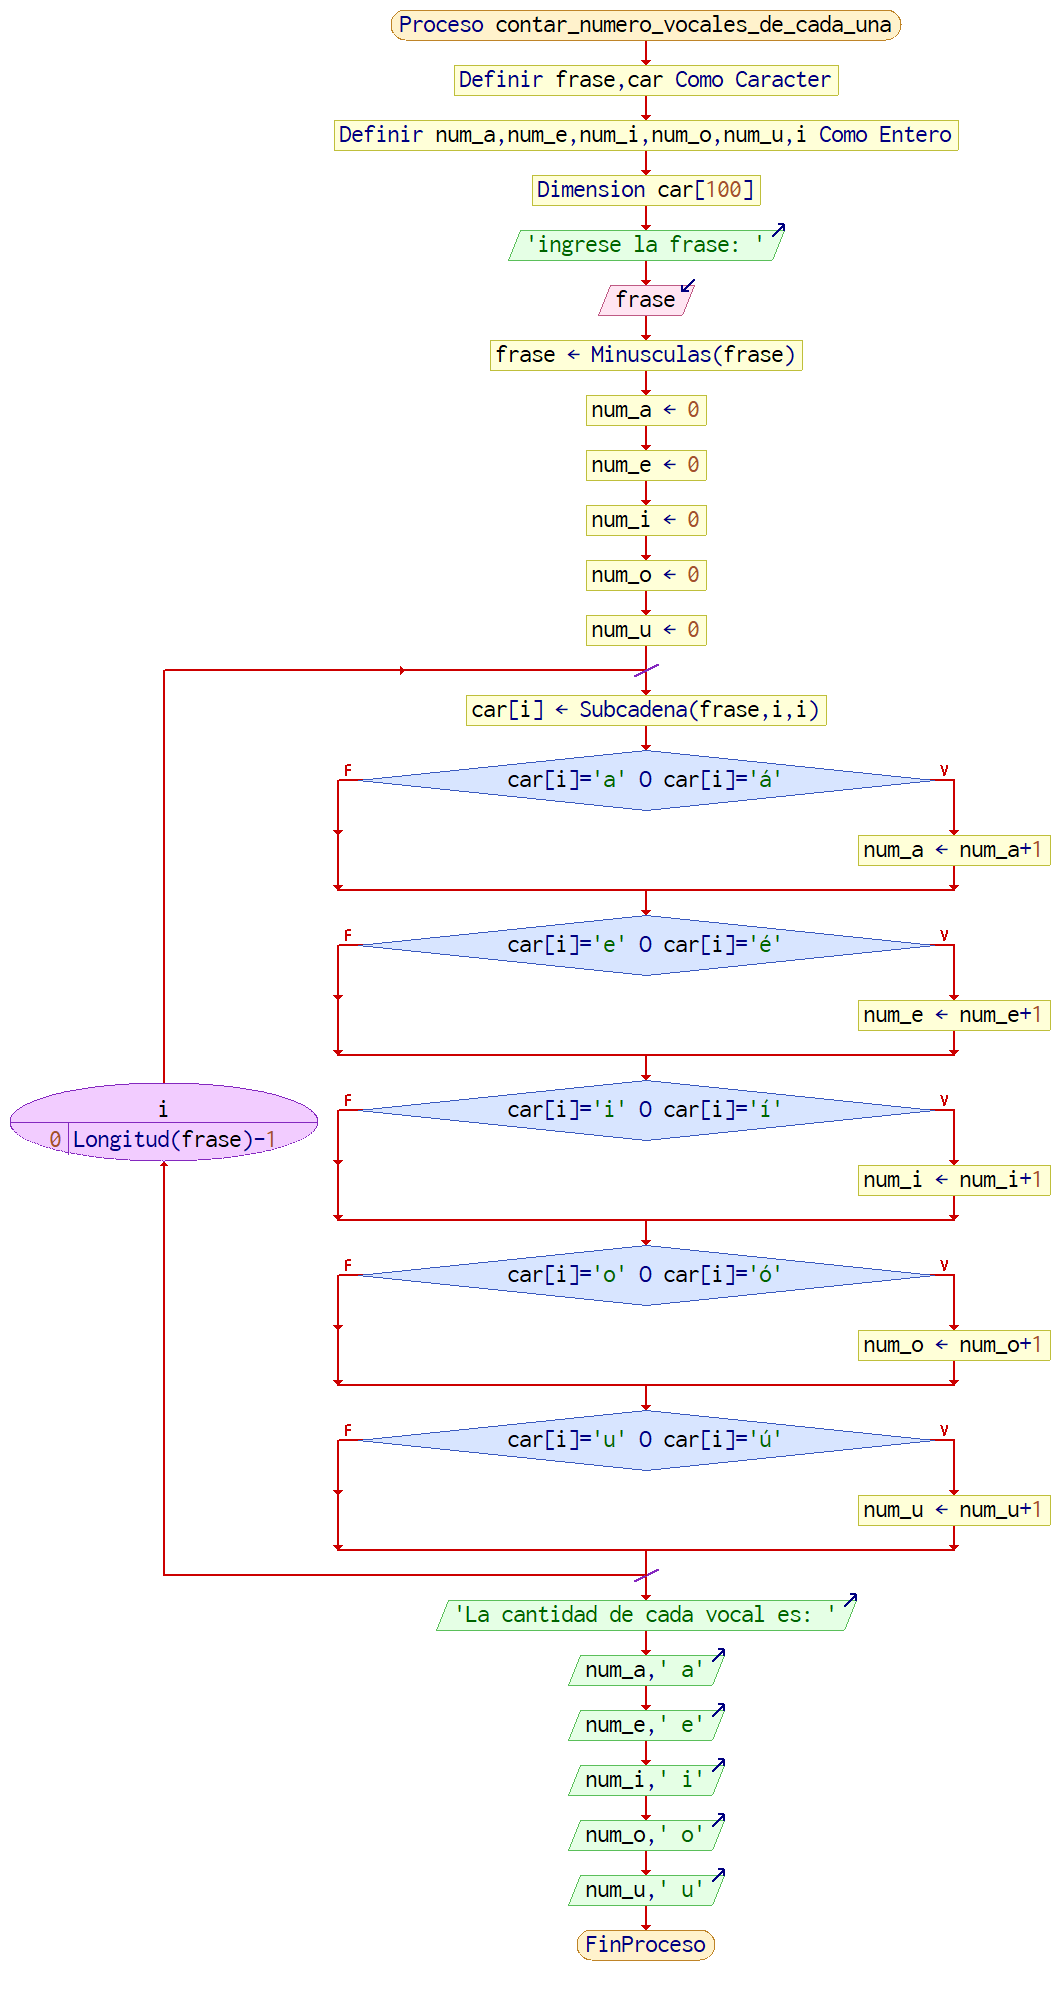 Proceso contar_numero_vocales_de_cada_una
Definir frase,car Como Caracter
Definir num_a,num_e,num_i,num_o,num_u,i Como Entero
Dimension car[100]
'ingrese la frase: '
frase
frase ← Minusculas(frase)
num_a ← 0
num_e ← 0
num_i ← 0
num_o ← 0
num_u ← 0
i
0 Longitud(frase)-1
car[i] ← Subcadena(frase,i,i)
F car[i]='a' O car[i]='á' V
num_a ← num_a+1
F car[i]='e' O car[i]='é' V
num_e ← num_e+1
F car[i]='i' O car[i]='í' V
num_i ← num_i+1
F car[i]='o' O car[i]='ó' V
num_o ← num_o+1
F car[i]='u' O car[i]='ú' V
num_u ← num_u+1
'La cantidad de cada vocal es: '
num_a,' a'
num_e,' e'
num_i,' i'
num_o,' o'
num_u,' u'
FinProceso